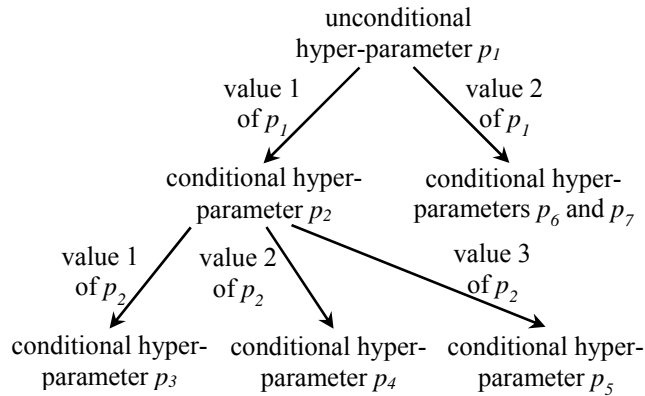 unconditional
hyper-parameter p₁
value 1
of p₁
value 2
of p₁
conditional hyper-
parameter p₂
conditional hyper-
parameters p₆ and p₇
value 1
of p₂
value 2
of p₂
value 3
of p₂
conditional hyper-
parameter p₃
conditional hyper-
parameter p₄
conditional hyper-
parameter p₅